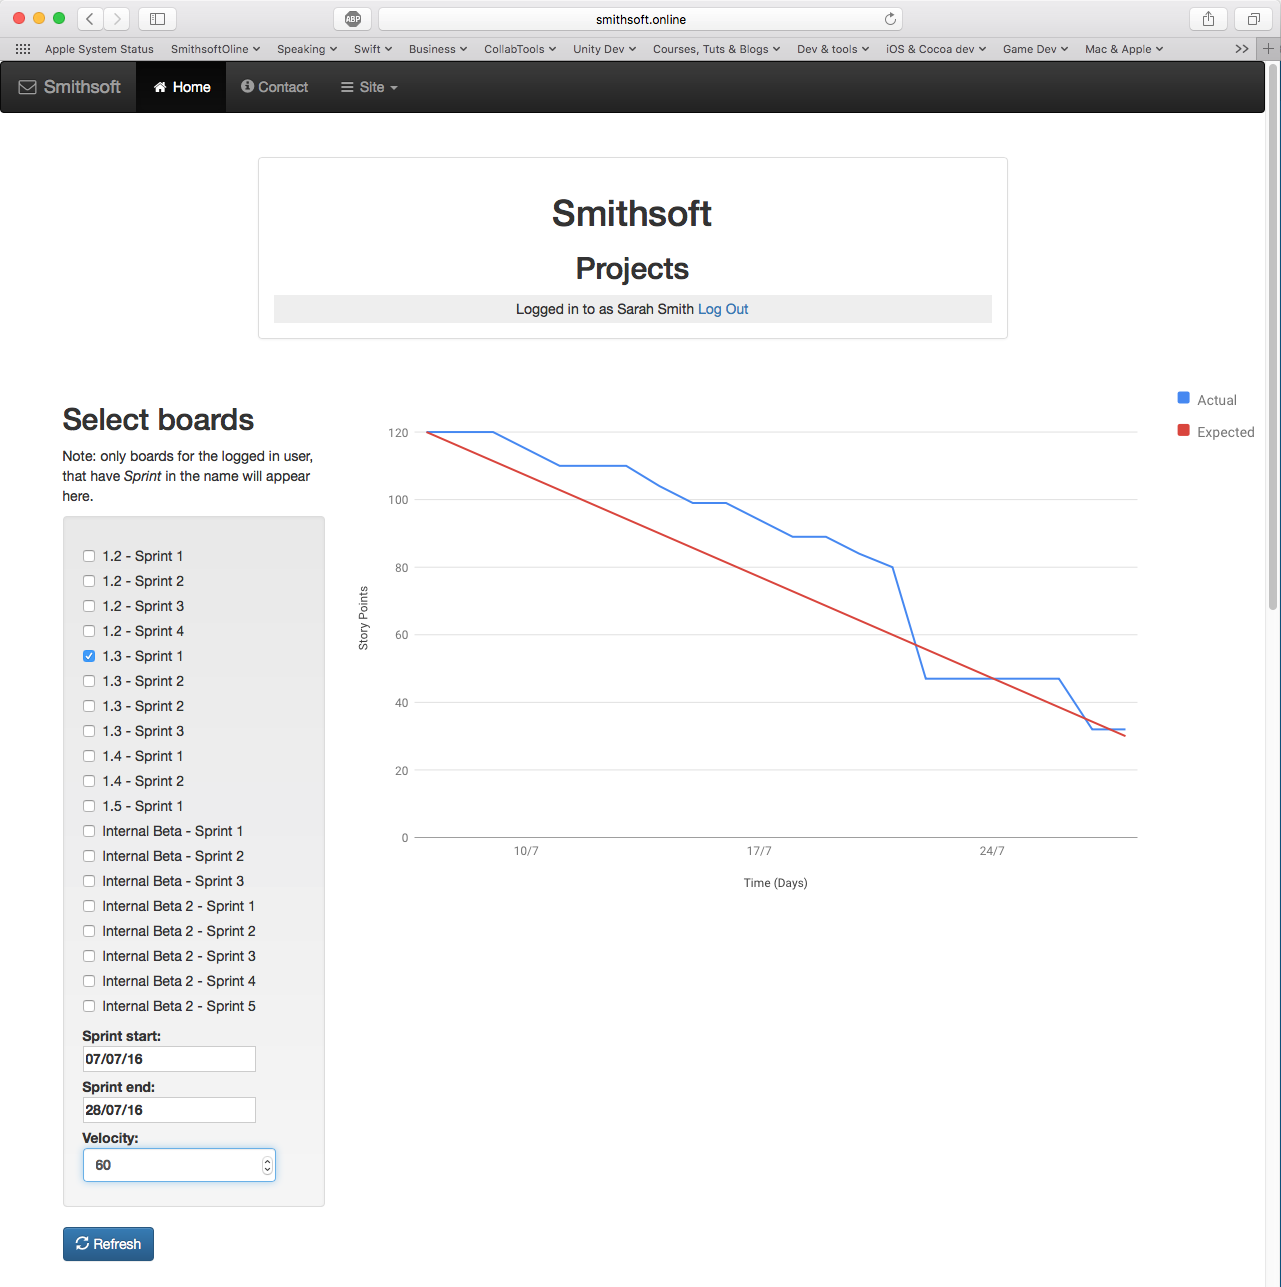 ABP
smithsoft.online
Apple System Status SmithsoftOline Speaking Swift Business CollabTools Unity Dev Courses, Tuts & Blogs Dev & tools iOS & Cocoa dev Game Dev Mac & Apple >> +
Smithsoft Home Contact Site
Smithsoft
Projects
Logged in to as Sarah Smith Log Out
Select boards
Note: only boards for the logged in user,
that have Sprint in the name will appear
here.
1.2 - Sprint 1
1.2 - Sprint 2
1.2 - Sprint 3
1.2 - Sprint 4
1.3 - Sprint 1
1.3 - Sprint 2
1.3 - Sprint 2
1.3 - Sprint 3
1.4 - Sprint 1
1.4 - Sprint 2
1.5 - Sprint 1
Internal Beta - Sprint 1
Internal Beta - Sprint 2
Internal Beta - Sprint 3
Internal Beta 2 - Sprint 1
Internal Beta 2 - Sprint 2
Internal Beta 2 - Sprint 3
Internal Beta 2 - Sprint 4
Internal Beta 2 - Sprint 5
Sprint start:
07/07/16
Sprint end:
28/07/16
Velocity:
60
Refresh
Actual
Expected
120
100
80
60
40
20
0
Story Points
10/7 17/7 24/7
Time (Days)